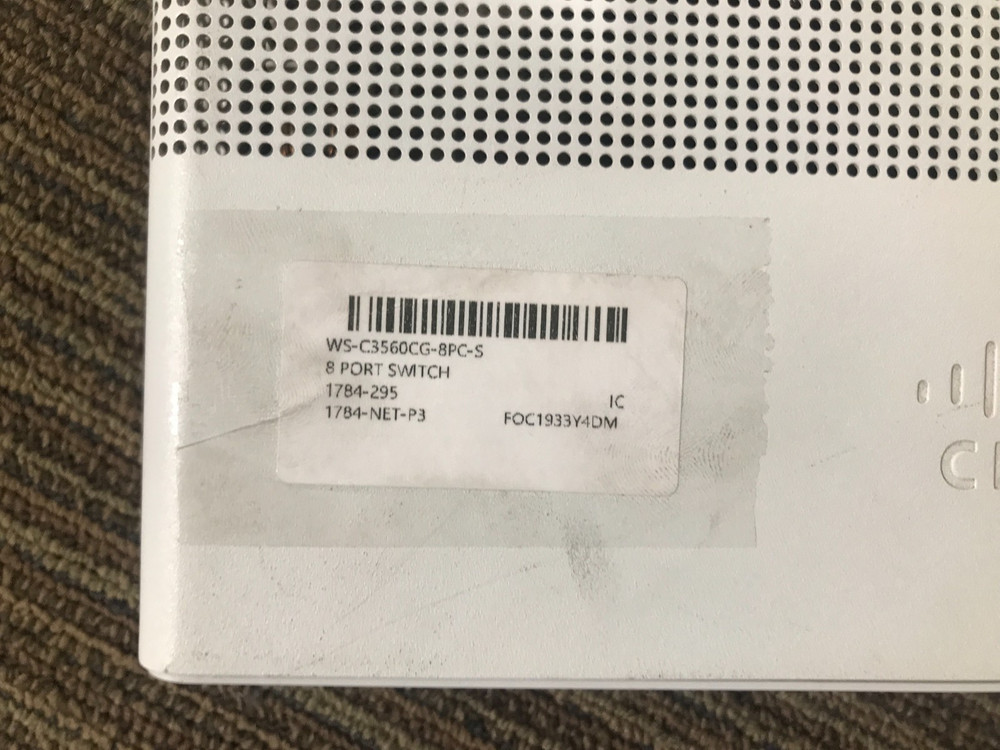 WS-C3560CG-8PC-S
8 PORT SWITCH
1784-295
IC
1784-NET-P3
FOC1933Y4DM